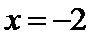 x = −2